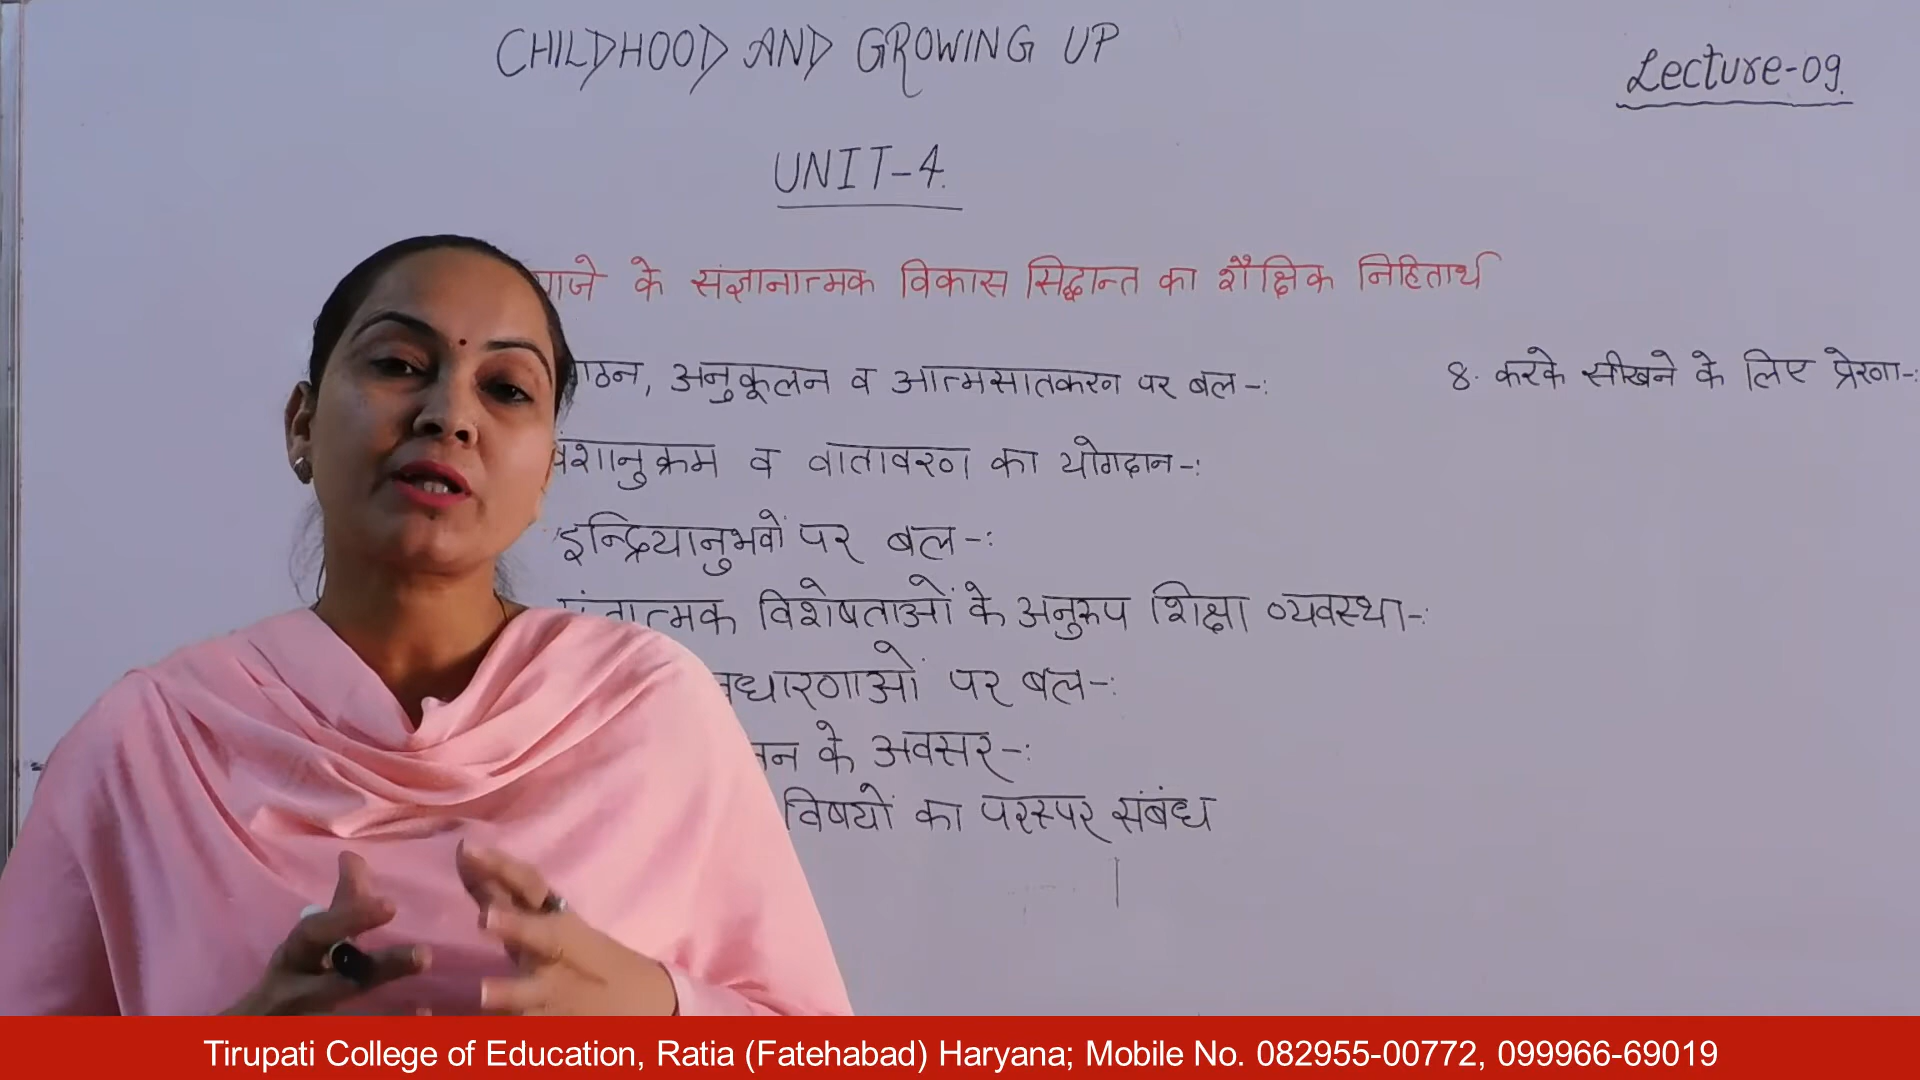 CHILDHOOD AND GROWING UP
Lecture-09.
UNIT-4.
के संज्ञानात्मक विकास सिद्धान्त का शैक्षिक निहितार्थ
अनुकूलन व आत्मसातकरण पर बल-:
8. करके सीखने के लिए प्रेरणा-:
व वातावरण का योगदान-:
इन्द्रियानुभवों पर बल-:
विशेषताओं के अनुरूप शिक्षा व्यवस्था-:
पर बल-:
के अवसर-:
विषयों का परस्पर संबंध
Tirupati College of Education, Ratia (Fatehabad) Haryana; Mobile No. 082955-00772, 099966-69019